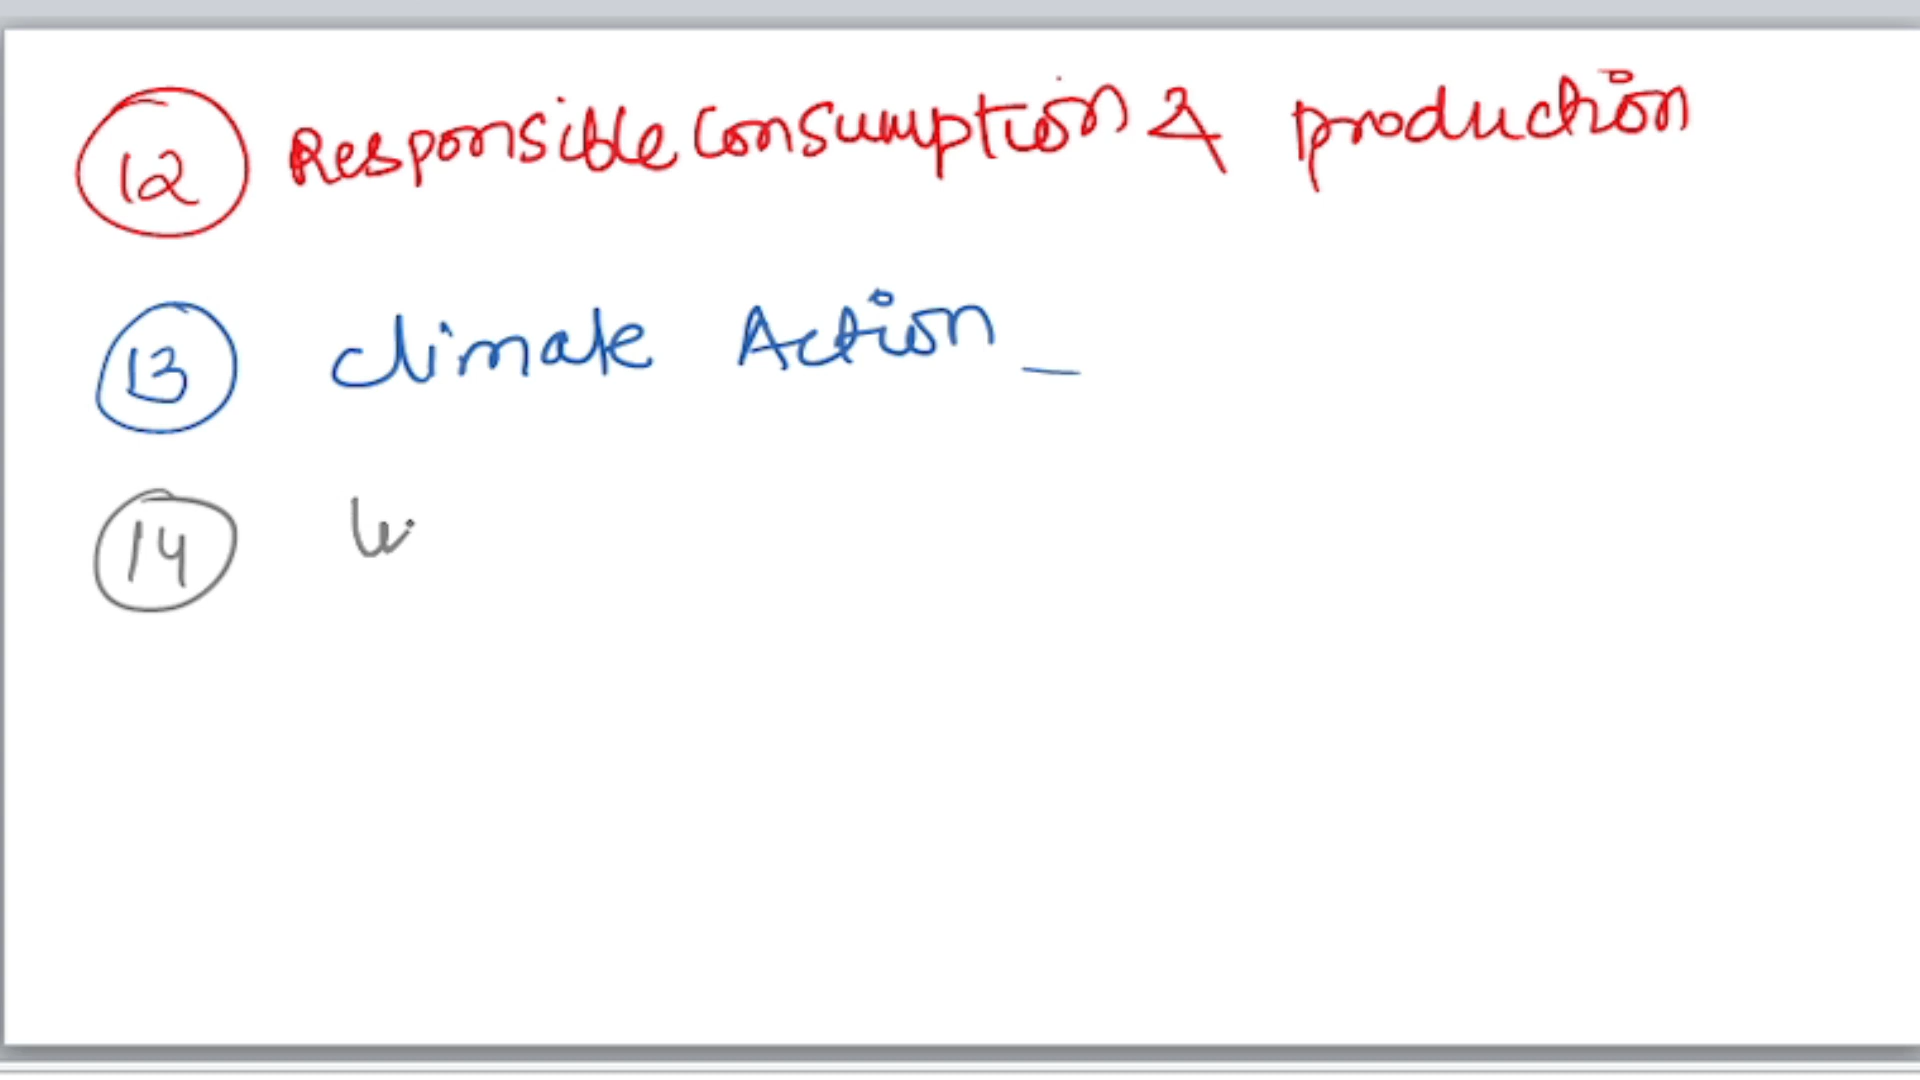 12 Responsible Consumption & production
13 Climate Action _
14